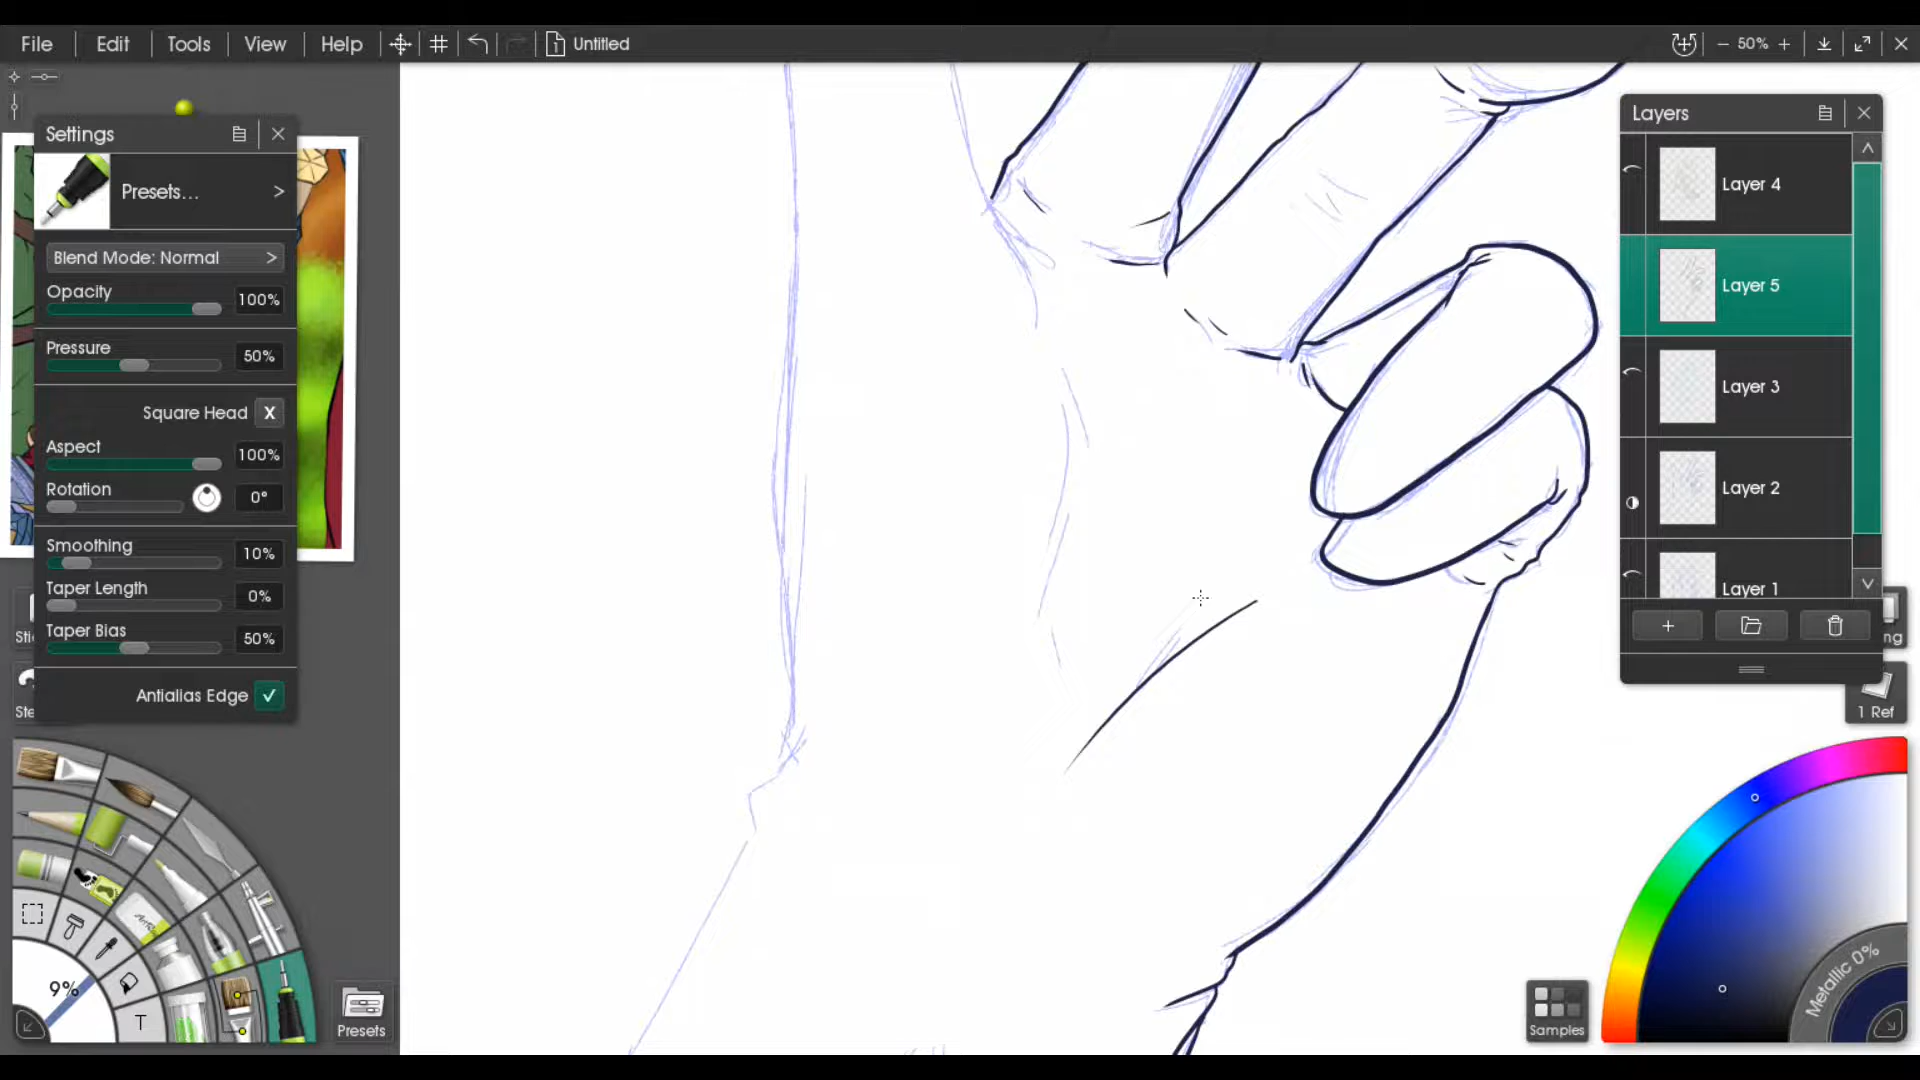 File Edit Tools View Help Untitled 50%
Settings
Presets...
Blend Mode: Normal
Opacity 100%
Pressure 50%
Square Head X
Aspect 100%
Rotation 0°
Smoothing 10%
Taper Length 0%
Taper Bias 50%
Antialias Edge
Layers
Layer 4
Layer 5
Layer 3
Layer 2
Layer 1
1 Ref
9%
T
Presets
Samples
Metallic 0%